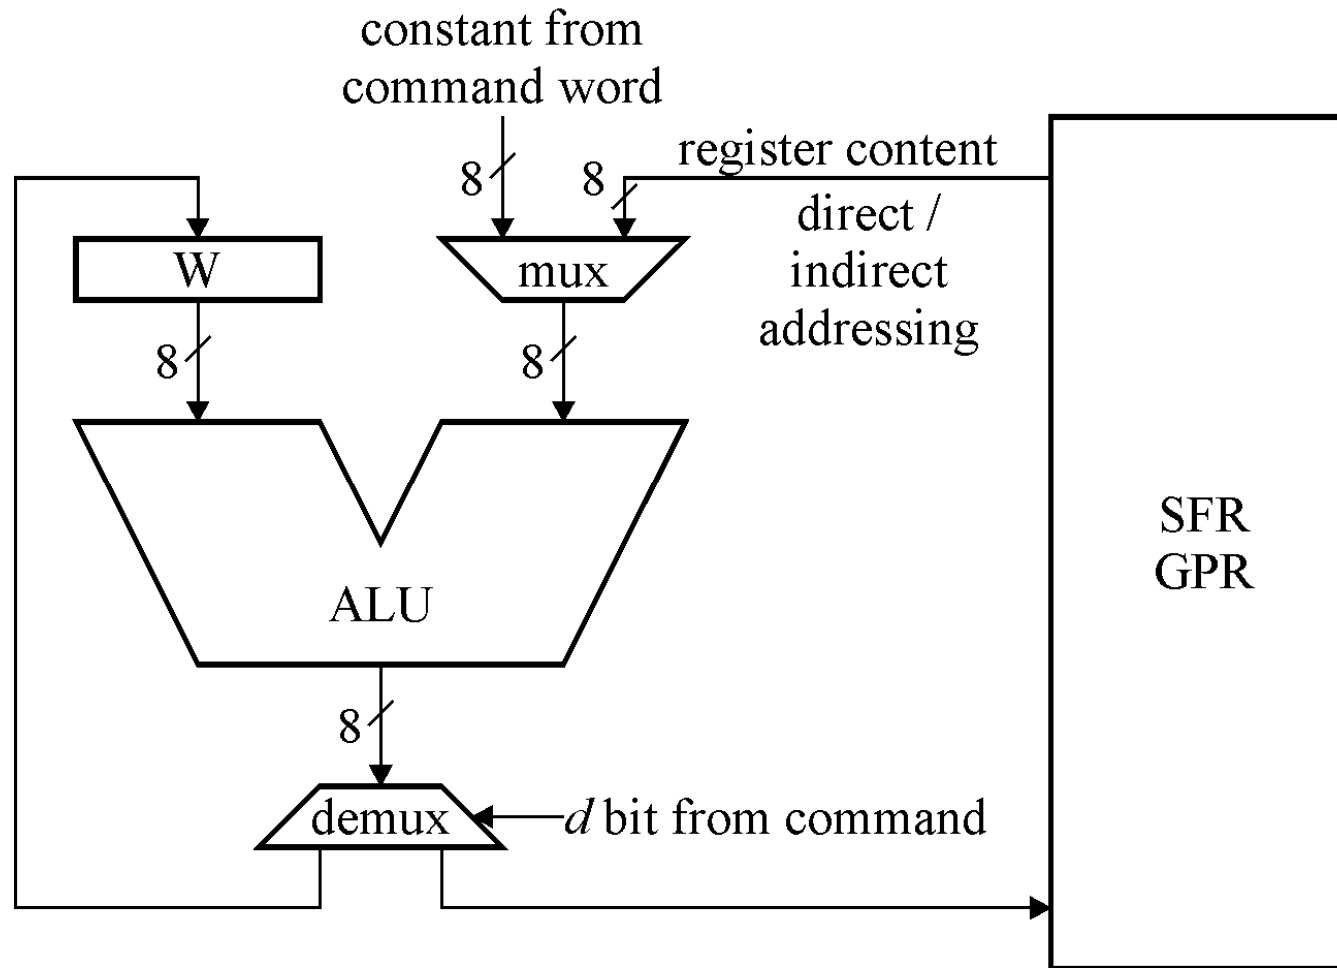 constant from
command word
register content
8
8
direct /
indirect
addressing
W
mux
8
8
SFR
GPR
ALU
8
demux
d bit from command